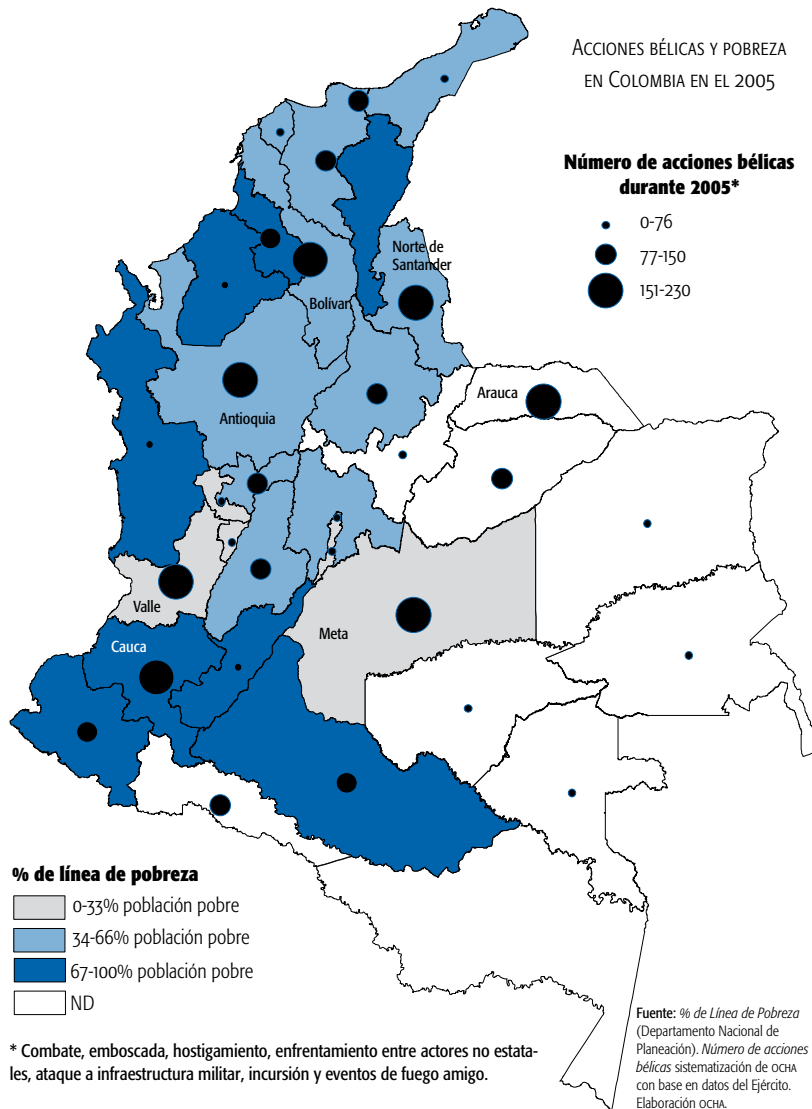 ACCIONES BÉLICAS Y POBREZA
EN COLOMBIA EN EL 2005
Número de acciones bélicas
durante 2005*
0-76
77-150
151-230
Norte de
Santander
Bolívar
Antioquia
Arauca
Valle
Meta
Cauca
% de línea de pobreza
0-33% población pobre
34-66% población pobre
67-100% población pobre
ND
* Combate, emboscada, hostigamiento, enfrentamiento entre actores no estata-
les, ataque a infraestructura militar, incursión y eventos de fuego amigo.
Fuente: % de Línea de Pobreza
(Departamento Nacional de
Planeación). Número de acciones
bélicas sistematización de OCHA
con base en datos del Ejército.
Elaboración OCHA.